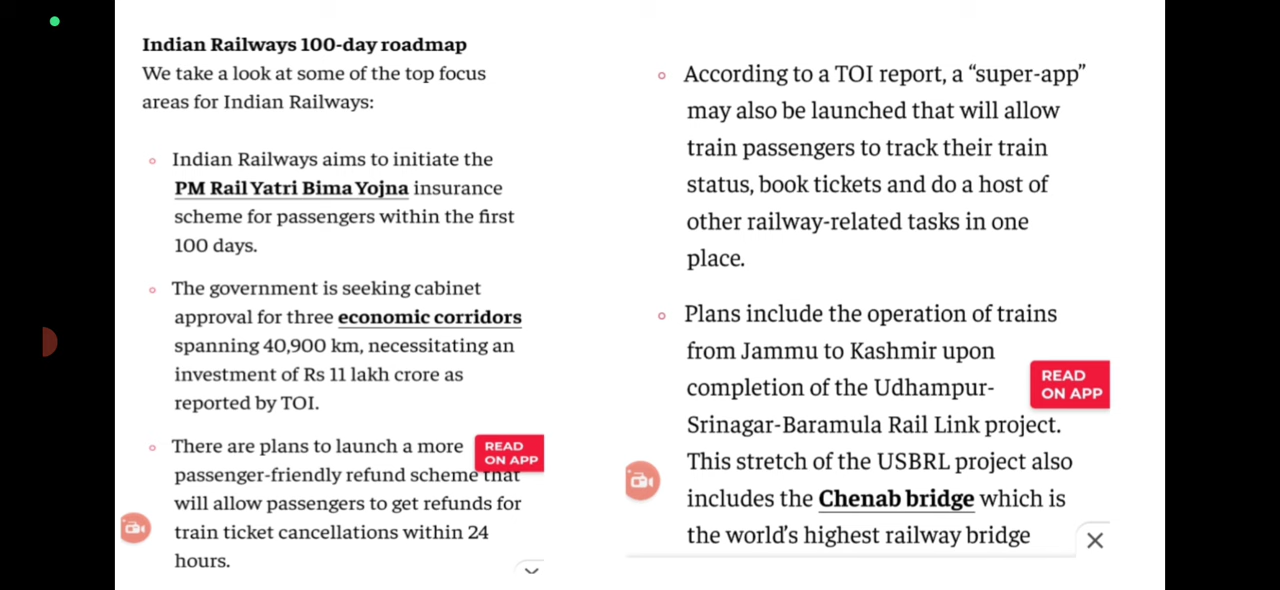 Indian Railways 100-day roadmap
We take a look at some of the top focus
areas for Indian Railways:
Indian Railways aims to initiate the
PM Rail Yatri Bima Yojna insurance
scheme for passengers within the first
100 days.
The government is seeking cabinet
approval for three economic corridors
spanning 40,900 km, necessitating an
investment of Rs 11 lakh crore as
reported by TOI.
There are plans to launch a more
passenger-friendly refund scheme that
will allow passengers to get refunds for
train ticket cancellations within 24
hours.
READ
ON APP
According to a TOI report, a “super-app”
may also be launched that will allow
train passengers to track their train
status, book tickets and do a host of
other railway-related tasks in one
place.
Plans include the operation of trains
from Jammu to Kashmir upon
completion of the Udhampur-
Srinagar-Baramula Rail Link project.
This stretch of the USBRL project also
includes the Chenab bridge which is
the world’s highest railway bridge
READ
ON APP